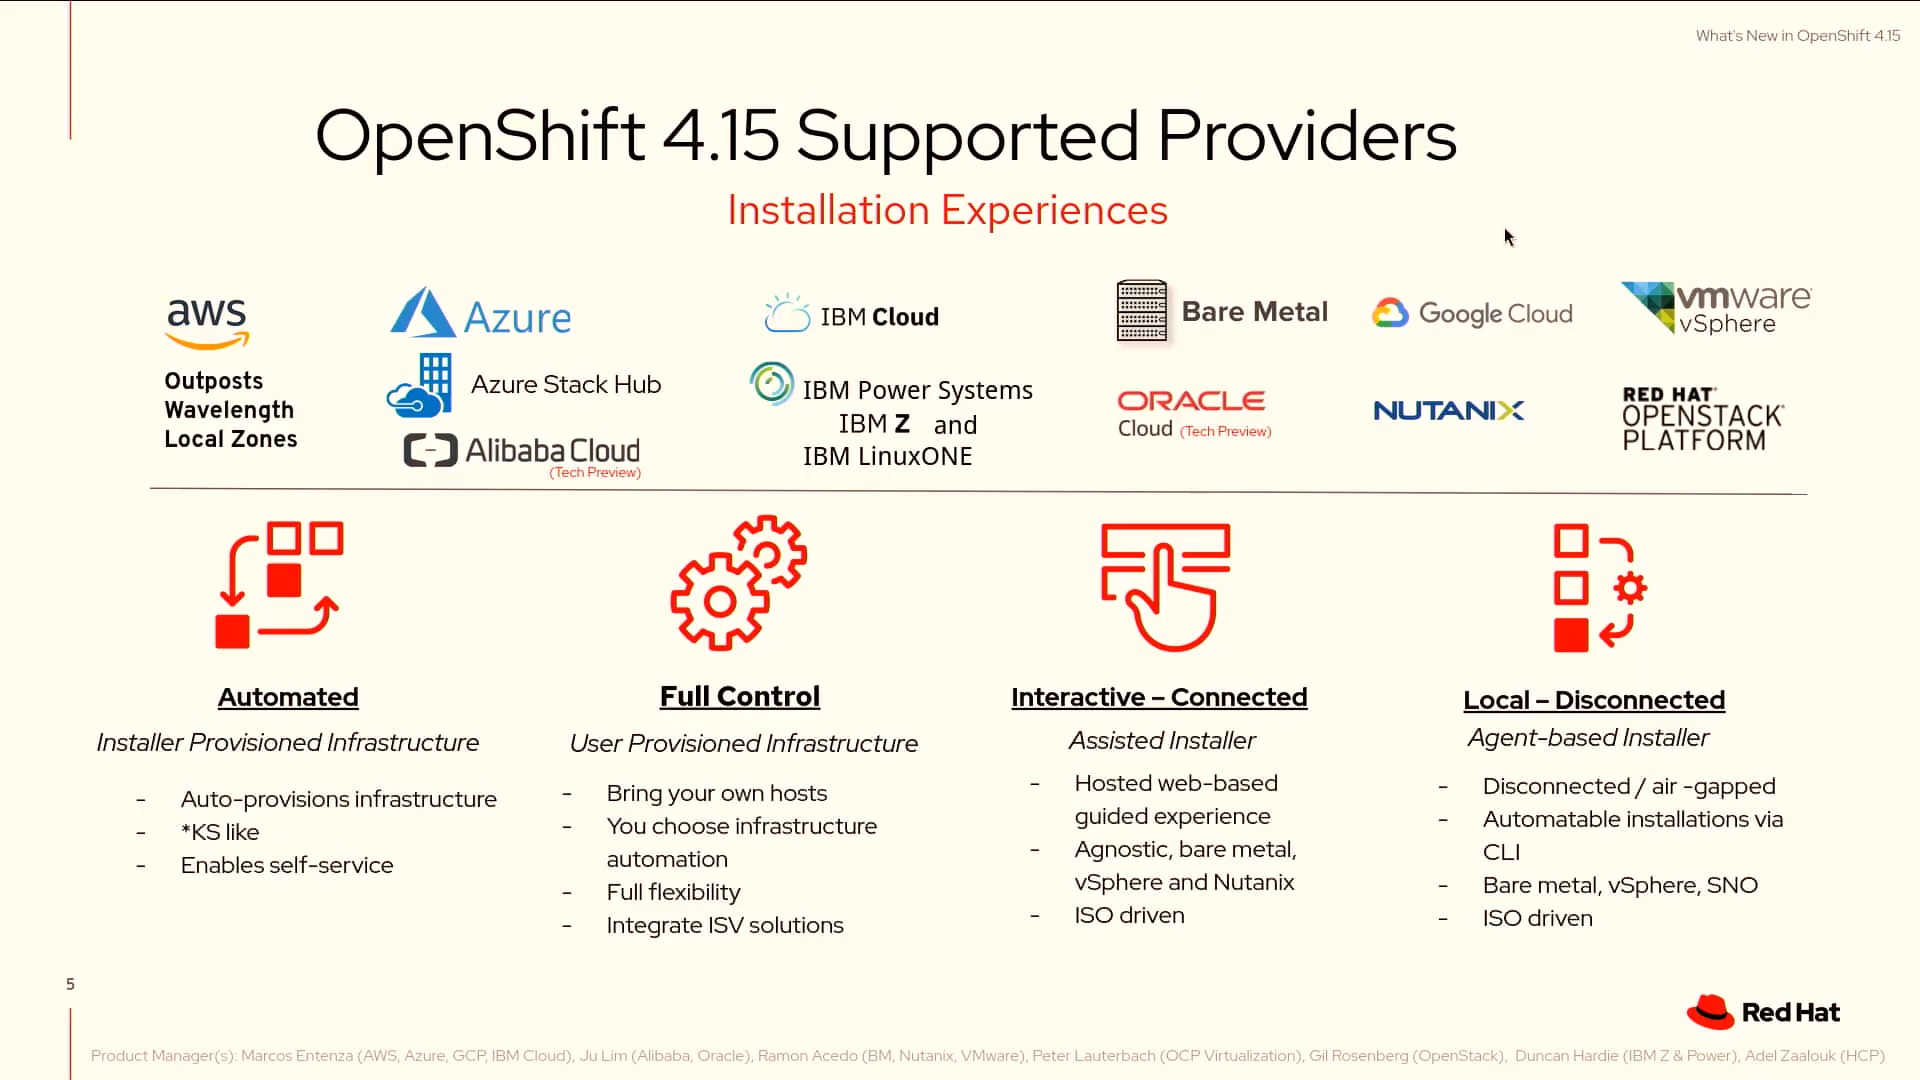 What's New in OpenShift 4.15
OpenShift 4.15 Supported Providers
Installation Experiences
aws
Outposts
Wavelength
Local Zones
Azure
Azure Stack Hub
Alibaba Cloud
(Tech Preview)
IBM Cloud
IBM Power Systems
IBM Z and
IBM LinuxONE
Bare Metal
ORACLE
Cloud (Tech Preview)
Google Cloud
NUTANIX
vmware
vSphere
RED HAT
OPENSTACK
PLATFORM
Automated
Installer Provisioned Infrastructure
- Auto-provisions infrastructure
- *KS like
- Enables self-service
Full Control
User Provisioned Infrastructure
- Bring your own hosts
- You choose infrastructure
automation
- Full flexibility
- Integrate ISV solutions
Interactive – Connected
Assisted Installer
- Hosted web-based
guided experience
- Agnostic, bare metal,
vSphere and Nutanix
- ISO driven
Local – Disconnected
Agent-based Installer
- Disconnected / air -gapped
- Automatable installations via
CLI
- Bare metal, vSphere, SNO
- ISO driven
5
Red Hat
Product Manager(s): Marcos Entenza (AWS, Azure, GCP, IBM Cloud), Ju Lim (Alibaba, Oracle), Ramon Acedo (BM, Nutanix, VMware), Peter Lauterbach (OCP Virtualization), Gil Rosenberg (OpenStack), Duncan Hardie (IBM Z & Power), Adel Zaalouk (HCP)